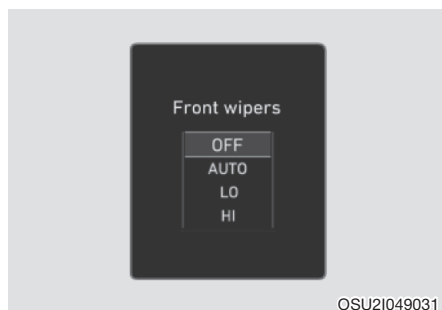 Front wipers
OFF
AUTO
LO
HI
OSU2I049031